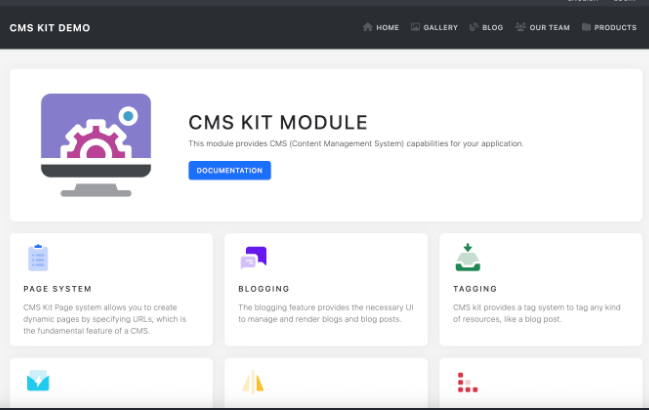 CMS KIT DEMO
HOME GALLERY BLOG OUR TEAM PRODUCTS
CMS KIT MODULE
This module provides CMS (Content Management System) capabilities for your application.
DOCUMENTATION
PAGE SYSTEM
CMS Kit Page system allows you to create
dynamic pages by specifying URLs, which is
the fundamental feature of a CMS.
BLOGGING
The blogging feature provides the necessary UI
to manage and render blogs and blog posts.
TAGGING
CMS kit provides a tag system to tag any kind
of resources, like a blog post.